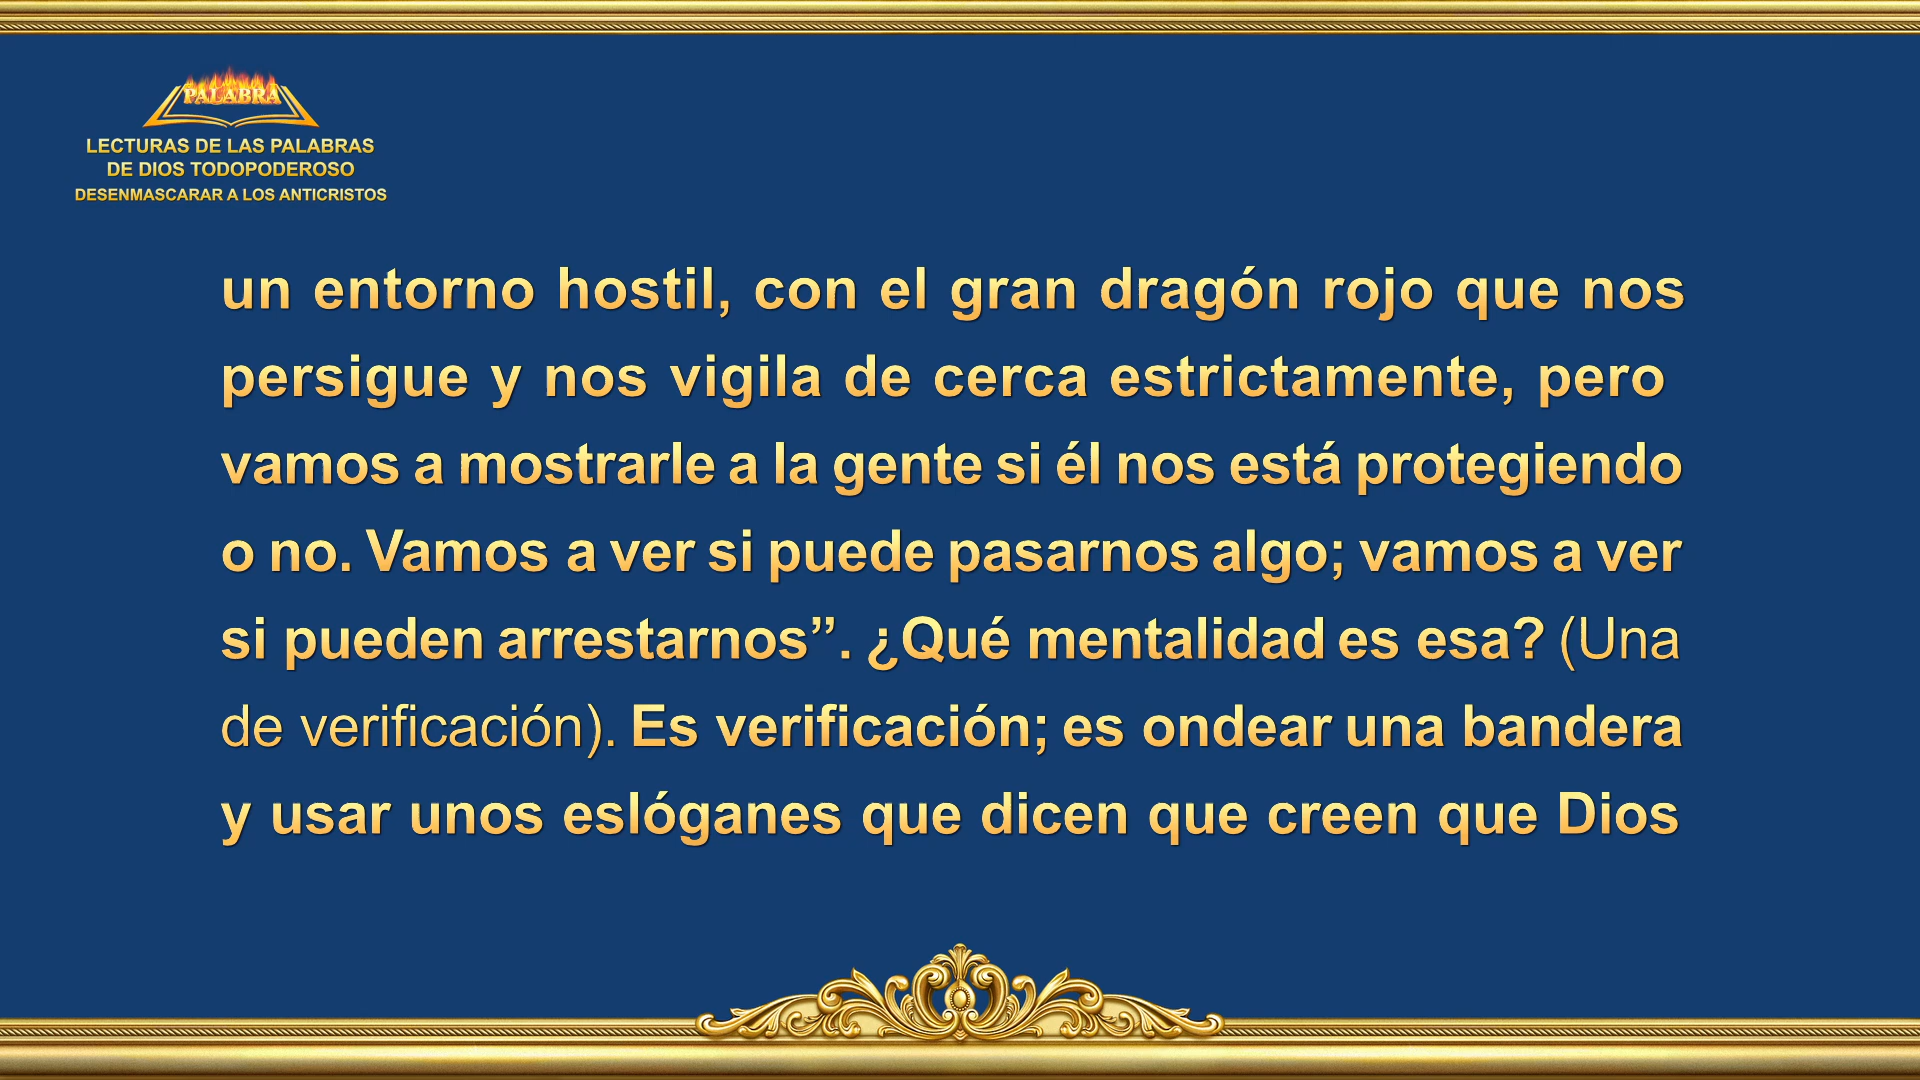 PALABRA
LECTURAS DE LAS PALABRAS
DE DIOS TODOPODEROSO
DESENMASCARAR A LOS ANTICRISTOS
un entorno hostil, con el gran dragón rojo que nos
persigue y nos vigila de cerca estrictamente, pero
vamos a mostrarle a la gente si él nos está protegiendo
o no. Vamos a ver si puede pasarnos algo; vamos a ver
si pueden arrestarnos”. ¿Qué mentalidad es esa? (Una
de verificación). Es verificación; es ondear una bandera
y usar unos eslóganes que dicen que creen que Dios